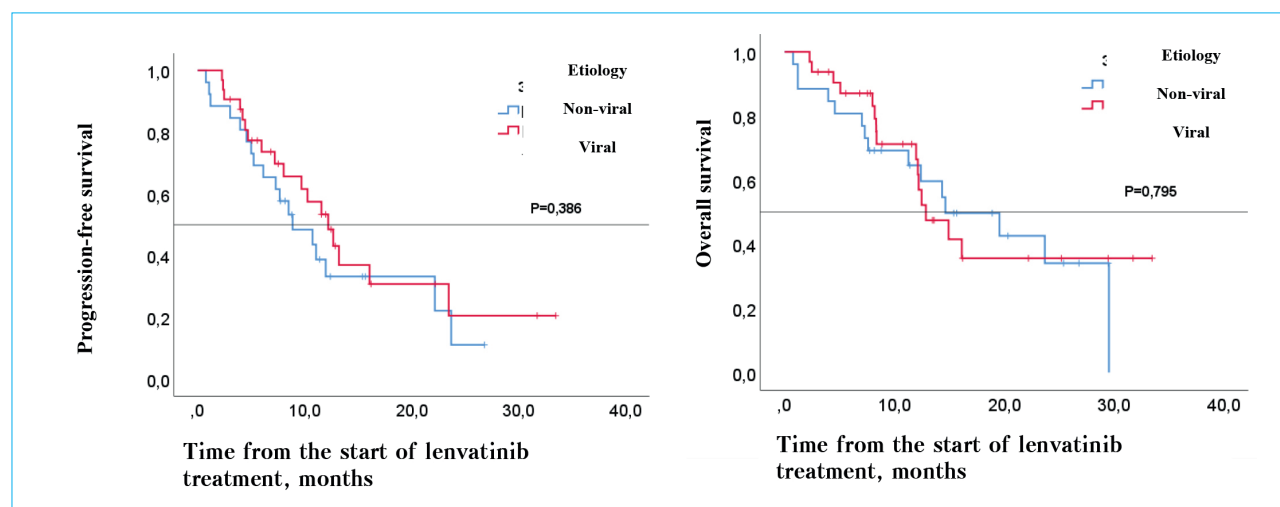 Progression-free survival
1,0
0,8
0,6
0,4
0,2
0,0
,0
10,0
20,0
30,0
40,0
Etiology
Non-viral
Viral
P=0,386
Time from the start of lenvatinib
treatment, months
Overall survival
1,0
0,8
0,6
0,4
0,2
0,0
,0
10,0
20,0
30,0
40,0
Etiology
Non-viral
Viral
P=0,795
Time from the start of lenvatinib
treatment, months